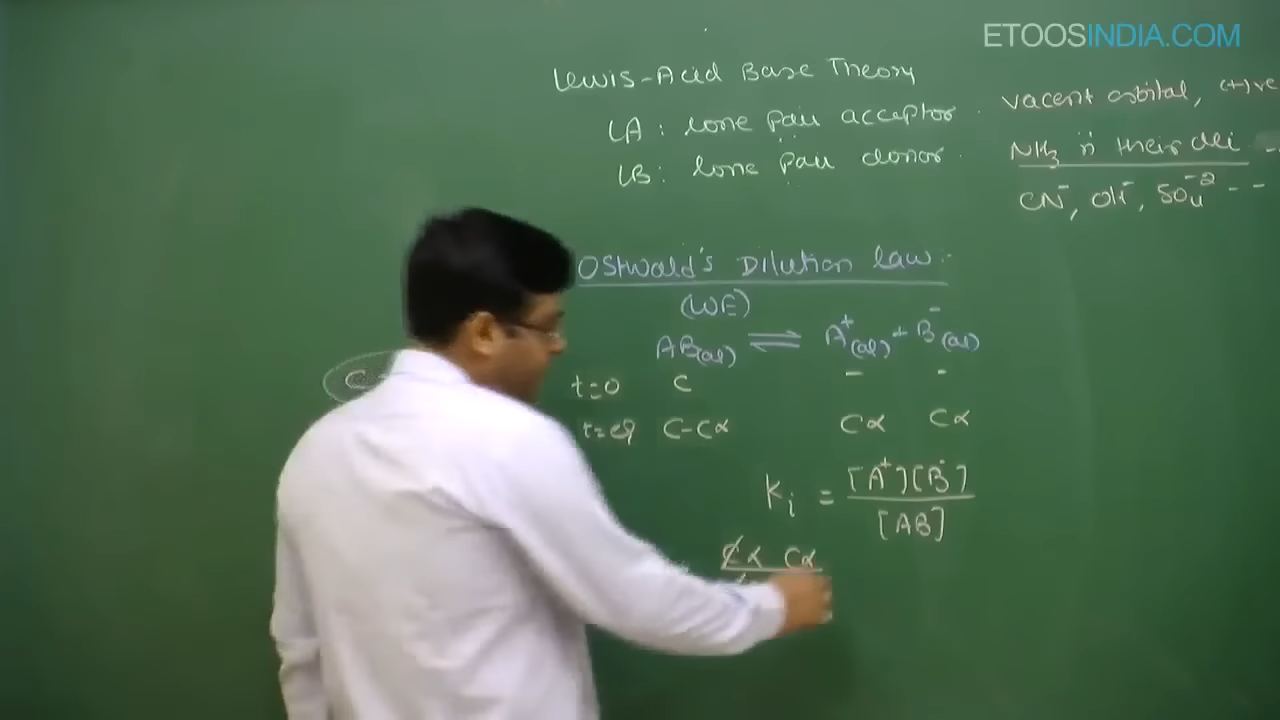 ETOOSINDIA.COM
Lewis-Acid Base Theory
LA: lone pair acceptor. vacent orbital, (+)ve
LB: lone pair donor. NH3 n their
CN⁻, OH⁻, SO₄⁻² - -
Ostwald's Dilution law:-
(WE)
AB(aq) ⇌ A⁺(aq) + B⁻(aq)
t=0 C - -
t=eq C-Cα Cα Cα
Ki = [A⁺][B⁻]
[AB]
Cα Cα